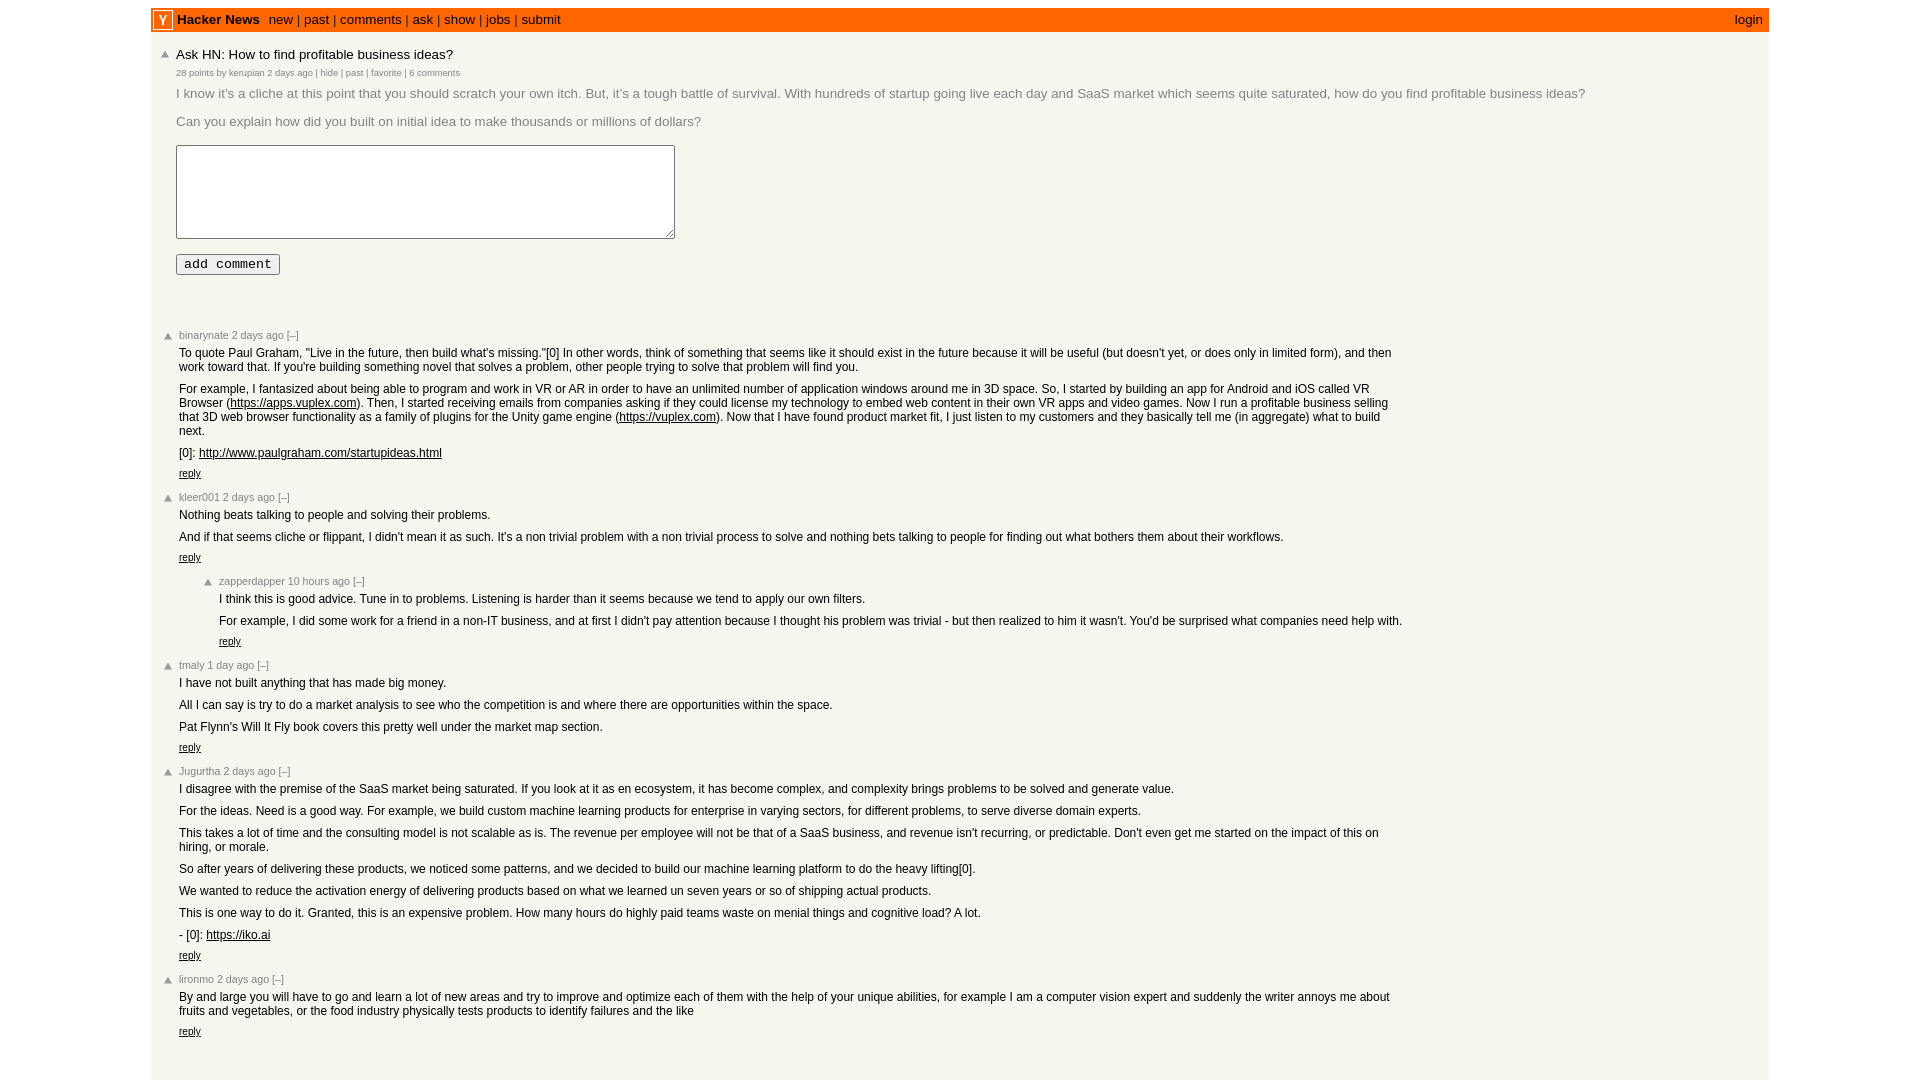 Y Hacker News new | past | comments | ask | show | jobs | submit login
Ask HN: How to find profitable business ideas?
28 points by kerupian 2 days ago | hide | past | favorite | 6 comments
I know it's a cliche at this point that you should scratch your own itch. But, it's a tough battle of survival. With hundreds of startup going live each day and SaaS market which seems quite saturated, how do you find profitable business ideas?
Can you explain how did you built on initial idea to make thousands or millions of dollars?
add comment
binarynate 2 days ago [–]
To quote Paul Graham, "Live in the future, then build what's missing."[0] In other words, think of something that seems like it should exist in the future because it will be useful (but doesn't yet, or does only in limited form), and then
work toward that. If you're building something novel that solves a problem, other people trying to solve that problem will find you.
For example, I fantasized about being able to program and work in VR or AR in order to have an unlimited number of application windows around me in 3D space. So, I started by building an app for Android and iOS called VR
Browser (https://apps.vuplex.com). Then, I started receiving emails from companies asking if they could license my technology to embed web content in their own VR apps and video games. Now I run a profitable business selling
that 3D web browser functionality as a family of plugins for the Unity game engine (https://vuplex.com). Now that I have found product market fit, I just listen to my customers and they basically tell me (in aggregate) what to build
next.
[0]: http://www.paulgraham.com/startupideas.html
reply
kleer001 2 days ago [–]
Nothing beats talking to people and solving their problems.
And if that seems cliche or flippant, I didn't mean it as such. It's a non trivial problem with a non trivial process to solve and nothing bets talking to people for finding out what bothers them about their workflows.
reply
zapperdapper 10 hours ago [–]
I think this is good advice. Tune in to problems. Listening is harder than it seems because we tend to apply our own filters.
For example, I did some work for a friend in a non-IT business, and at first I didn't pay attention because I thought his problem was trivial - but then realized to him it wasn't. You'd be surprised what companies need help with.
reply
tmaly 1 day ago [–]
I have not built anything that has made big money.
All I can say is try to do a market analysis to see who the competition is and where there are opportunities within the space.
Pat Flynn's Will It Fly book covers this pretty well under the market map section.
reply
Jugurtha 2 days ago [–]
I disagree with the premise of the SaaS market being saturated. If you look at it as en ecosystem, it has become complex, and complexity brings problems to be solved and generate value.
For the ideas. Need is a good way. For example, we build custom machine learning products for enterprise in varying sectors, for different problems, to serve diverse domain experts.
This takes a lot of time and the consulting model is not scalable as is. The revenue per employee will not be that of a SaaS business, and revenue isn't recurring, or predictable. Don't even get me started on the impact of this on
hiring, or morale.
So after years of delivering these products, we noticed some patterns, and we decided to build our machine learning platform to do the heavy lifting[0].
We wanted to reduce the activation energy of delivering products based on what we learned un seven years or so of shipping actual products.
This is one way to do it. Granted, this is an expensive problem. How many hours do highly paid teams waste on menial things and cognitive load? A lot.
- [0]: https://iko.ai
reply
lironmo 2 days ago [–]
By and large you will have to go and learn a lot of new areas and try to improve and optimize each of them with the help of your unique abilities, for example I am a computer vision expert and suddenly the writer annoys me about
fruits and vegetables, or the food industry physically tests products to identify failures and the like
reply